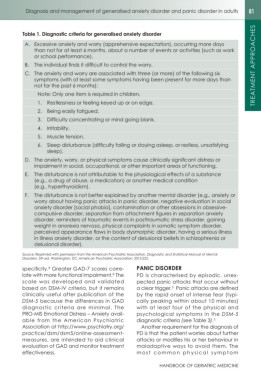 Diagnosis and management of generalised anxiety disorder and panic disorder in adults
81
TREATMENT APPROACHES
Table 1. Diagnostic criteria for generalised anxiety disorder
A. Excessive anxiety and worry (apprehensive expectation), occurring more days
than not for at least 6 months, about a number of events or activities (such as work
or school performance).
B. The individual finds it difficult to control the worry.
C. The anxiety and worry are associated with three (or more) of the following six
symptoms (with at least some symptoms having been present for more days than
not for the past 6 months):
Note: Only one item is required in children.
1. Restlessness or feeling keyed up or on edge.
2. Being easily fatigued.
3. Difficulty concentrating or mind going blank.
4. Irritability.
5. Muscle tension.
6. Sleep disturbance (difficulty falling or staying asleep, or restless, unsatisfying
sleep).
D. The anxiety, worry, or physical symptoms cause clinically significant distress or
impairment in social, occupational, or other important areas of functioning.
E. The disturbance is not attributable to the physiological effects of a substance
(e.g., a drug of abuse, a medication) or another medical condition
(e.g., hyperthyroidism).
F. The disturbance is not better explained by another mental disorder (e.g., anxiety or
worry about having panic attacks in panic disorder, negative evaluation in social
anxiety disorder [social phobia], contamination or other obsessions in obsessive-
compulsive disorder, separation from attachment figures in separation anxiety
disorder, reminders of traumatic events in posttraumatic stress disorder, gaining
weight in anorexia nervosa, physical complaints in somatic symptom disorder,
perceived appearance flaws in body dysmorphic disorder, having a serious illness
in illness anxiety disorder, or the content of delusional beliefs in schizophrenia or
delusional disorder).
Source: Reprinted with permission from the American Psychiatric Association. Diagnostic and Statistical Manual of Mental
Disorders. 5th ed. Washington, DC: American Psychiatric Association; 2013:222.
specificity. Greater GAD-7 scores corre-
late with more functional impairment.
The scale was developed and validated
based on DSM-IV criteria, but it remains
clinically useful after publication of the
DSM-5 because the differences in GAD
diagnostic criteria are minimal. The
PRO-MIS Emotional Distress – Anxiety avail-
able from the American Psychiatric
Association at http://www.psychiatry.org/
practice/dsm/dsm5/online-assessment-
measures, are intended to aid clinical
evaluation of GAD and monitor treatment
effectiveness.
PANIC DISORDER
PD is characterised by episodic, unex-
pected panic attacks that occur without
a clear trigger. Panic attacks are defined
by the rapid onset of intense fear (typi-
cally peaking within about 10 minutes)
with at least four of the physical and
psychological symptoms in the DSM-5
diagnostic criteria (see Table 2).
Another requirement for the diagnosis of
PD is that the patient worries about further
attacks or modifies his or her behaviour in
maladaptive ways to avoid them. The
most common physical symptom
HANDBOOK OF GERIATRIC MEDICINE